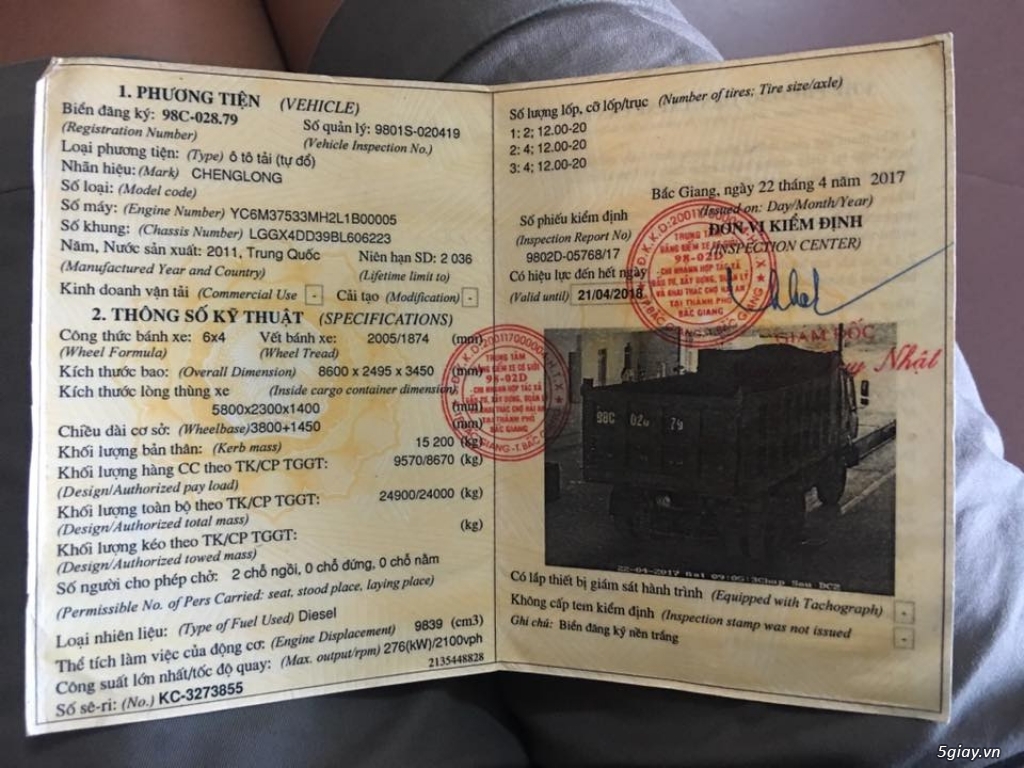 1. PHƯƠNG TIỆN (VEHICLE)
Biển đăng ký: 98C-028.79
(Registration Number)
Số quản lý: 9801S-020419
(Vehicle Inspection No.)
Loại phương tiện: (Type) ô tô tải (tự đổ)
Nhãn hiệu: (Mark) CHENGLONG
Số loại: (Model code)
Số máy: (Engine Number) YC6M37533MH2L1B00005
Số khung: (Chassis Number) LGGX4DD39BL606223
Năm, Nước sản xuất: 2011, Trung Quốc
(Manufactured Year and Country)
Niên hạn SD: 2 036
(Lifetime limit to)
Kinh doanh vận tải (Commercial Use - Cải tạo (Modification) -
2. THÔNG SỐ KỸ THUẬT (SPECIFICATIONS)
Công thức bánh xe: 6x4
(Wheel Formula)
Vết bánh xe: 2005/1874 (mm)
(Wheel Tread)
Kích thước bao: (Overall Dimension) 8600 x 2495 x 3450 (mm)
Kích thước lòng thùng xe (Inside cargo container dimension)
5800x2300x1400 (mm)
Chiều dài cơ sở: (Wheelbase)3800+1450 (mm)
Khối lượng bản thân: (Kerb mass) 15 200 (kg)
Khối lượng hàng CC theo TK/CP TGGT: 9570/8670 (kg)
(Design/Authorized pay load)
Khối lượng toàn bộ theo TK/CP TGGT: 24900/24000 (kg)
(Design/Authorized total mass)
Khối lượng kéo theo TK/CP TGGT: (kg)
(Design/Authorized towed mass)
Số người cho phép chở: 2 chỗ ngồi, 0 chỗ đứng, 0 chỗ nằm
(Permissible No. of Pers Carried: seat, stood place, laying place)
Loại nhiên liệu: (Type of Fuel Used) Diesel
Thể tích làm việc của động cơ: (Engine Displacement) 9839 (cm3)
Công suất lớn nhất/tốc độ quay: (Max. output/rpm) 276(kW)/2100vph
2135448828
Số sê-ri: (No.) KC-3273855
Số lượng lốp, cỡ lốp/trục (Number of tires; Tire size/axle)
1: 2; 12.00-20
2: 4; 12.00-20
3: 4; 12.00-20
Bắc Giang, ngày 22 tháng 4 năm 2017
(Issued on: Day/Month/Year)
Số phiếu kiểm định
(Inspection Report No)
9802D-05768/17
ĐƠN VỊ KIỂM ĐỊNH
(INSPECTION CENTER)
Có hiệu lực đến hết ngày
(Valid until) 21/04/2018
98-02D
BẮC GIANG
GIÁM ĐỐC
Nhật
98-02D
98C 028 79
22-04-2017
Có lắp thiết bị giám sát hành trình (Equipped with Tachograph) -
Không cấp tem kiểm định (Inspection stamp was not issued -
Ghi chú: Biển đăng ký nền trắng
5giay.vn